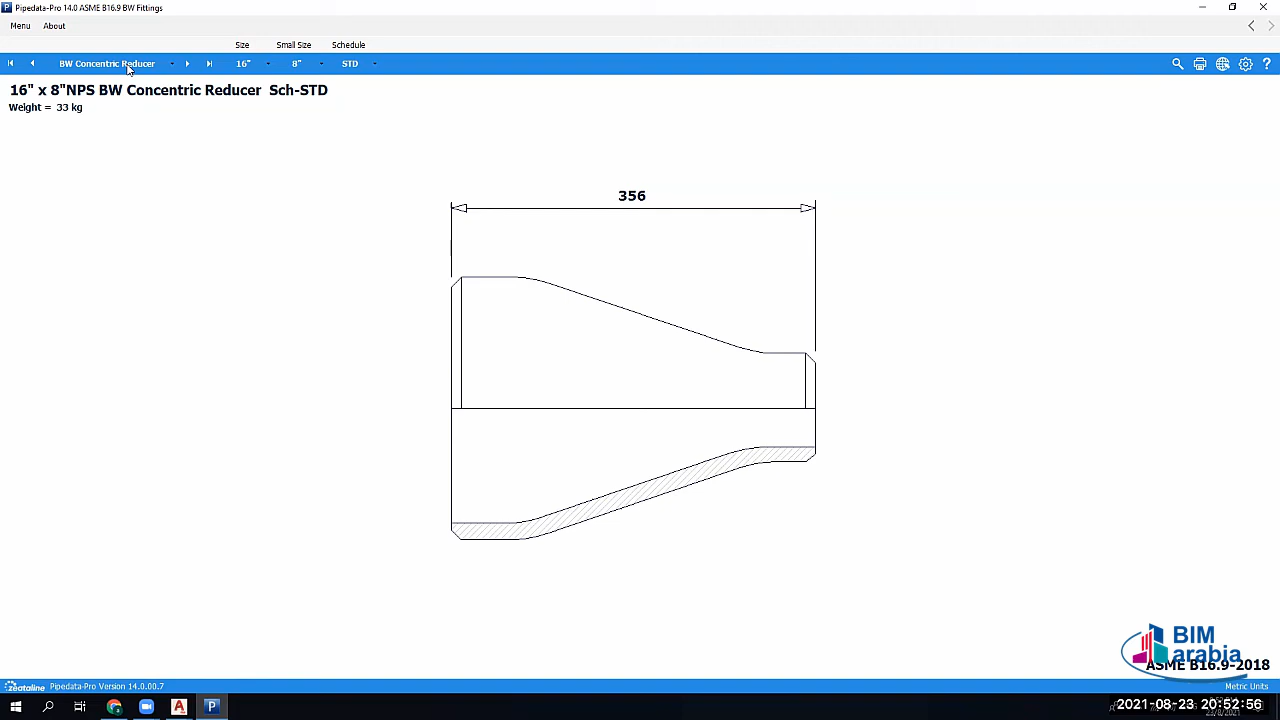 Pipedata-Pro 14.0 ASME B16.9 BW Fittings
Menu About
Size Small Size Schedule
BW Concentric Reducer 16" 8" STD
16" x 8"NPS BW Concentric Reducer Sch-STD
Weight = 33 kg
356
BIM
arabia
ASME B16.9-2018
Zeataline Pipedata-Pro Version 14.0.00.7 Metric Units
2021-08-23 20:52:56